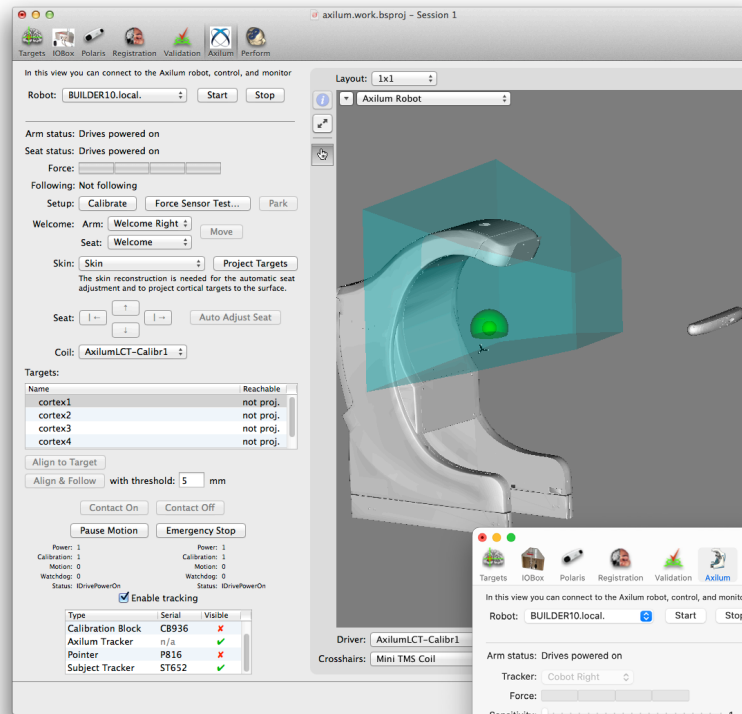 axilum.work.bsproj – Session 1
Targets IOBox Polaris Registration Validation Axilum Perform
In this view you can connect to the Axilum robot, control, and monitor
Robot: BUILDER10.local. Start Stop
Arm status: Drives powered on
Seat status: Drives powered on
Force:
Following: Not following
Setup: Calibrate Force Sensor Test... Park
Welcome: Arm: Welcome Right Move
Seat: Welcome
Skin: Skin Project Targets
The skin reconstruction is needed for the automatic seat
adjustment and to project cortical targets to the surface.
Seat: Auto Adjust Seat
Coil: AxilumLCT-Calibr1
Targets:
Name Reachable
cortex1 not proj.
cortex2 not proj.
cortex3 not proj.
cortex4 not proj.
Align to Target
Align & Follow with threshold: 5 mm
Contact On Contact Off
Pause Motion Emergency Stop
Power: 1 Power: 1
Calibration: 1 Calibration: 1
Motion: 0 Motion: 0
Watchdog: 0 Watchdog: 0
Status: IDrivePowerOn Status: IDrivePowerOn
Enable tracking
Type Serial Visible
Calibration Block CB936
Axilum Tracker n/a
Pointer P816
Subject Tracker ST652
Layout: 1x1
Axilum Robot
Driver: AxilumLCT-Calibr1
Crosshairs: Mini TMS Coil
Targets IOBox Polaris Registration Validation Axilum
In this view you can connect to the Axilum robot, control, and monito
Robot: BUILDER10.local. Start Stop
Arm status: Drives powered on
Tracker: Cobot Right
Force:
Sensitivity: 1